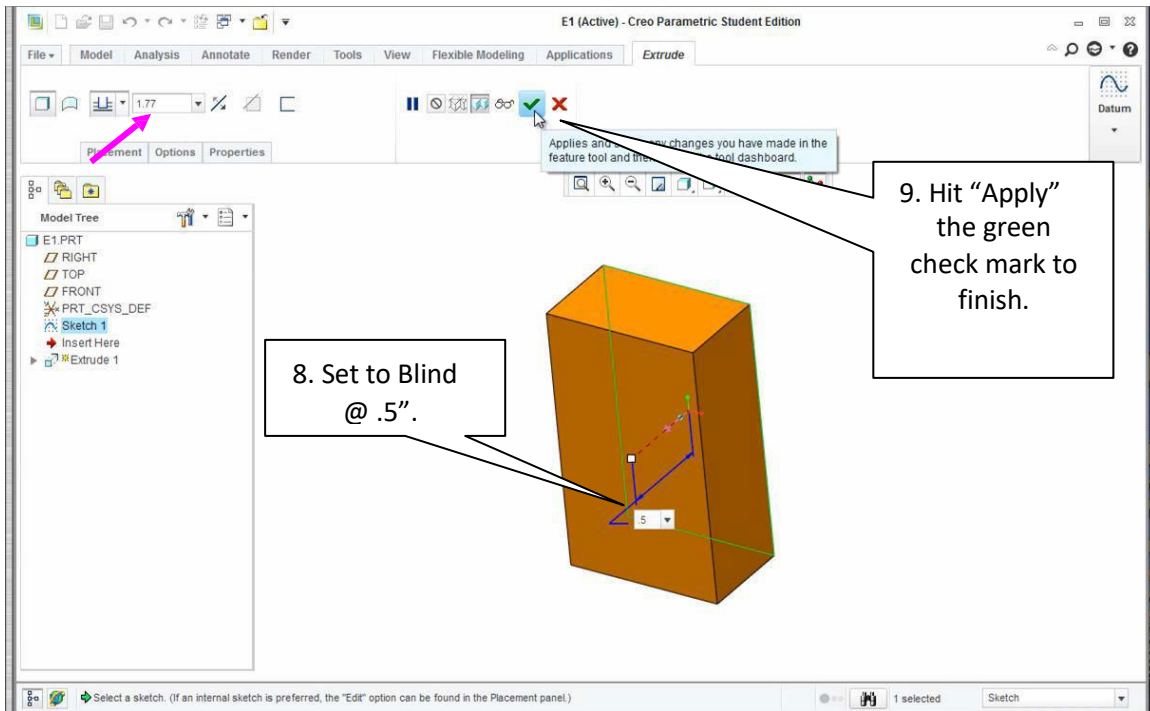 E1 (Active) - Creo Parametric Student Edition
File Model Analysis Annotate Render Tools View Flexible Modeling Applications Extrude
1.77
Datum
Placement Options Properties
Applies and any changes you have made in the
feature tool and tool dashboard.
9. Hit “Apply”
the green
check mark to
finish.
Model Tree
E1.PRT
RIGHT
TOP
FRONT
PRT_CSYS_DEF
Sketch 1
Insert Here
Extrude 1
8. Set to Blind
@ .5”.
.5
Select a sketch. (If an internal sketch is preferred, the "Edit" option can be found in the Placement panel.)
1 selected
Sketch